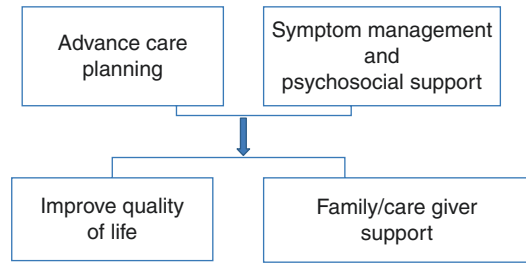 Advance care
planning
Symptom management
and
psychosocial support
Improve quality
of life
Family/care giver
support